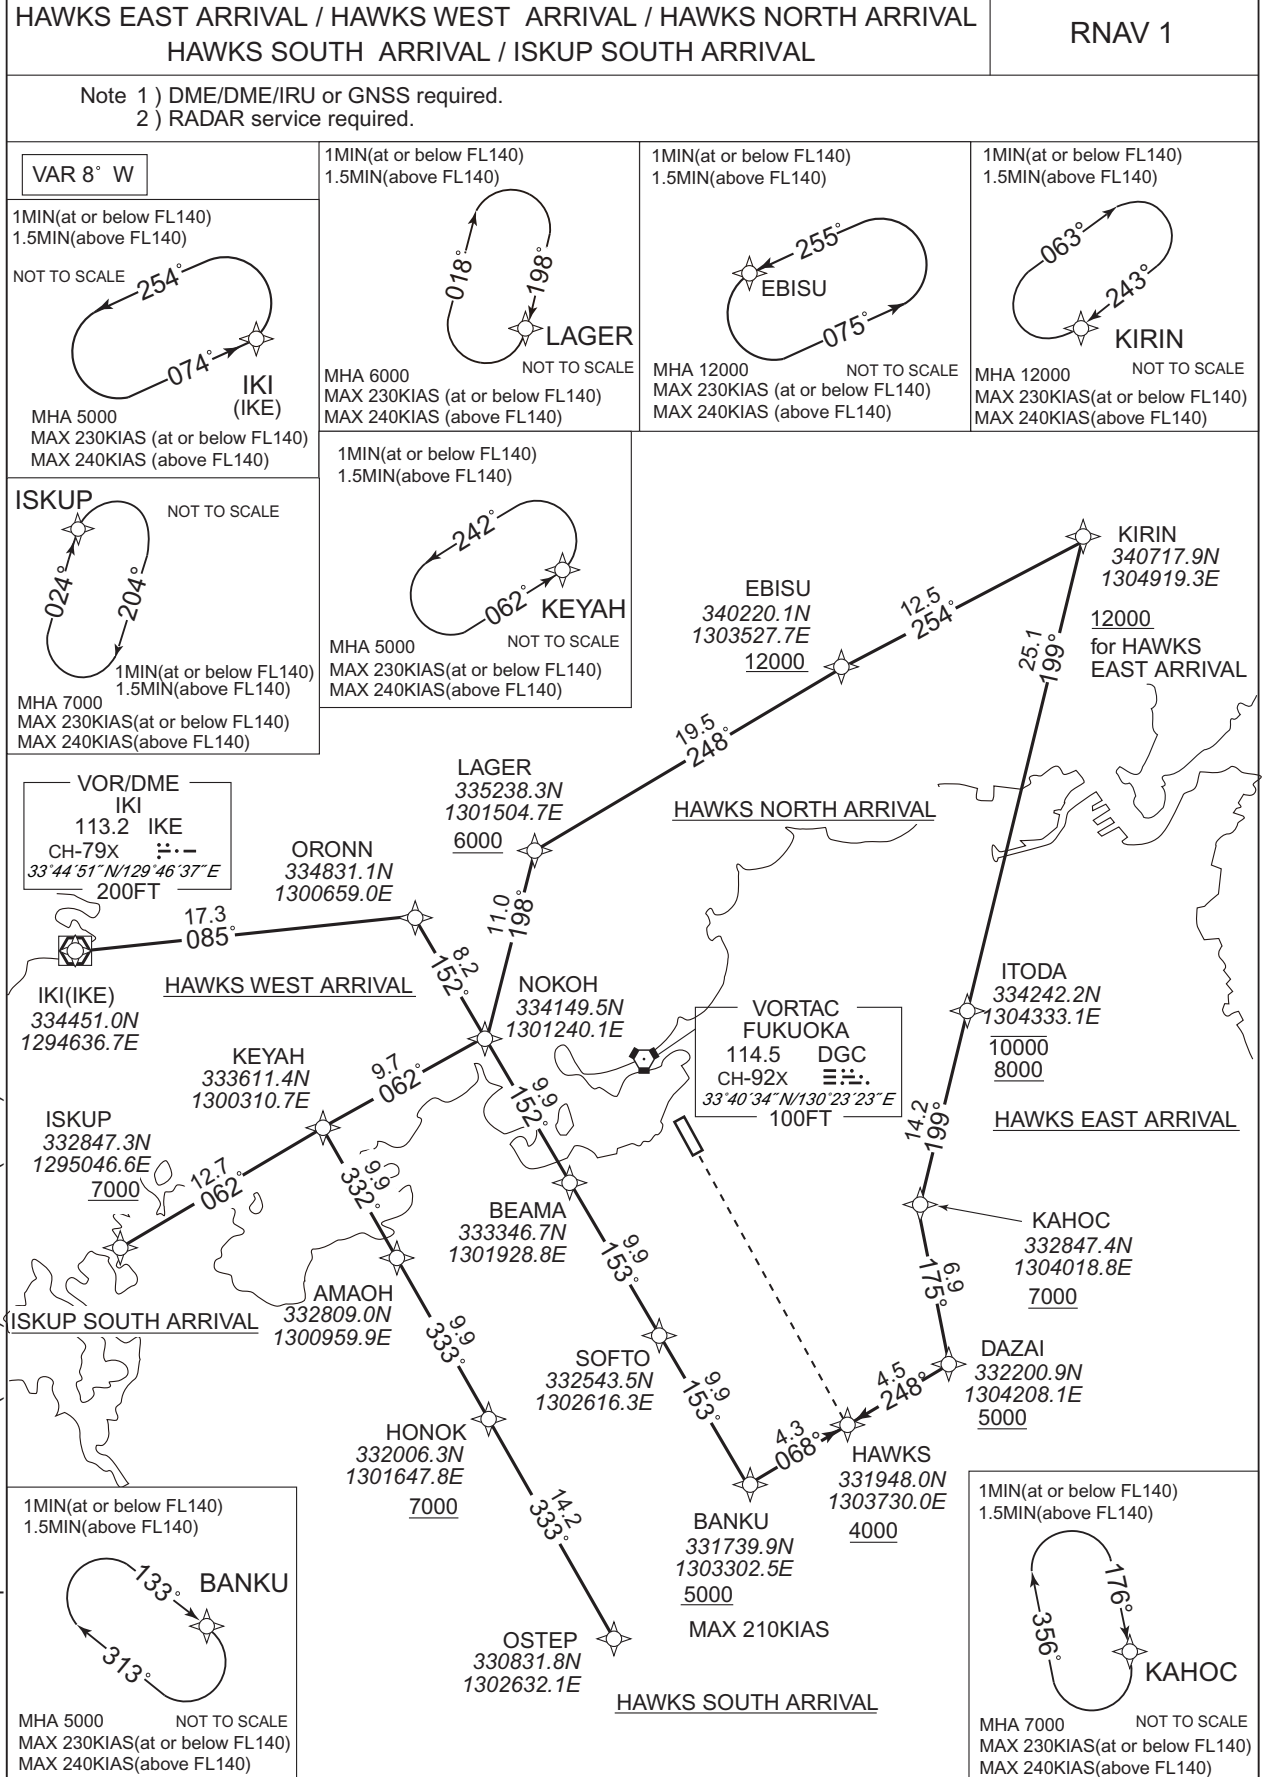 HAWKS EAST ARRIVAL / HAWKS WEST ARRIVAL / HAWKS NORTH ARRIVAL
HAWKS SOUTH ARRIVAL / ISKUP SOUTH ARRIVAL
RNAV 1
Note 1 ) DME/DME/IRU or GNSS required.
2 ) RADAR service required.
VAR 8° W
1MIN(at or below FL140)
1.5MIN(above FL140)
NOT TO SCALE
254°
074°
IKI
(IKE)
MHA 5000
MAX 230KIAS (at or below FL140)
MAX 240KIAS (above FL140)
1MIN(at or below FL140)
1.5MIN(above FL140)
018°
198°
LAGER
NOT TO SCALE
MHA 6000
MAX 230KIAS (at or below FL140)
MAX 240KIAS (above FL140)
1MIN(at or below FL140)
1.5MIN(above FL140)
255°
EBISU
075°
MHA 12000
NOT TO SCALE
MAX 230KIAS (at or below FL140)
MAX 240KIAS (above FL140)
1MIN(at or below FL140)
1.5MIN(above FL140)
063°
243°
KIRIN
NOT TO SCALE
MHA 12000
MAX 230KIAS(at or below FL140)
MAX 240KIAS(above FL140)
ISKUP
NOT TO SCALE
024°
204°
1MIN(at or below FL140)
1.5MIN(above FL140)
MHA 7000
MAX 230KIAS(at or below FL140)
MAX 240KIAS(above FL140)
1MIN(at or below FL140)
1.5MIN(above FL140)
242°
062°
KEYAH
NOT TO SCALE
MHA 5000
MAX 230KIAS(at or below FL140)
MAX 240KIAS(above FL140)
KIRIN
340717.9N
1304919.3E
12000
for HAWKS
EAST ARRIVAL
EBISU
340220.1N
1303527.7E
12000
12.5
254°
25.1
199°
19.5
248°
LAGER
335238.3N
1301504.7E
6000
HAWKS NORTH ARRIVAL
VOR/DME
IKI
113.2 IKE
CH-79X
33°44′51″N/129°46′37″E
200FT
ORONN
334831.1N
1300659.0E
17.3
085°
11.0
198°
8.2
152°
HAWKS WEST ARRIVAL
IKI(IKE)
334451.0N
1294636.7E
NOKOH
334149.5N
1301240.1E
VORTAC
FUKUOKA
114.5 DGC
CH-92X
33°40′34″N/130°23′23″E
100FT
ITODA
334242.2N
1304333.1E
10000
8000
KEYAH
333611.4N
1300310.7E
9.7
062°
9.9
152°
14.2
199°
HAWKS EAST ARRIVAL
ISKUP
332847.3N
1295046.6E
7000
12.7
062°
9.9
332°
BEAMA
333346.7N
1301928.8E
KAHOC
332847.4N
1304018.8E
7000
9.9
153°
6.9
175°
AMAOH
332809.0N
1300959.9E
ISKUP SOUTH ARRIVAL
9.9
333°
SOFTO
332543.5N
1302616.3E
DAZAI
332200.9N
1304208.1E
5000
4.5
248°
9.9
153°
HONOK
332006.3N
1301647.8E
7000
4.3
068°
HAWKS
331948.0N
1303730.0E
4000
14.2
333°
BANKU
331739.9N
1303302.5E
5000
MAX 210KIAS
OSTEP
330831.8N
1302632.1E
HAWKS SOUTH ARRIVAL
1MIN(at or below FL140)
1.5MIN(above FL140)
133°
BANKU
313°
MHA 5000
NOT TO SCALE
MAX 230KIAS(at or below FL140)
MAX 240KIAS(above FL140)
1MIN(at or below FL140)
1.5MIN(above FL140)
176°
356°
KAHOC
MHA 7000
NOT TO SCALE
MAX 230KIAS(at or below FL140)
MAX 240KIAS(above FL140)